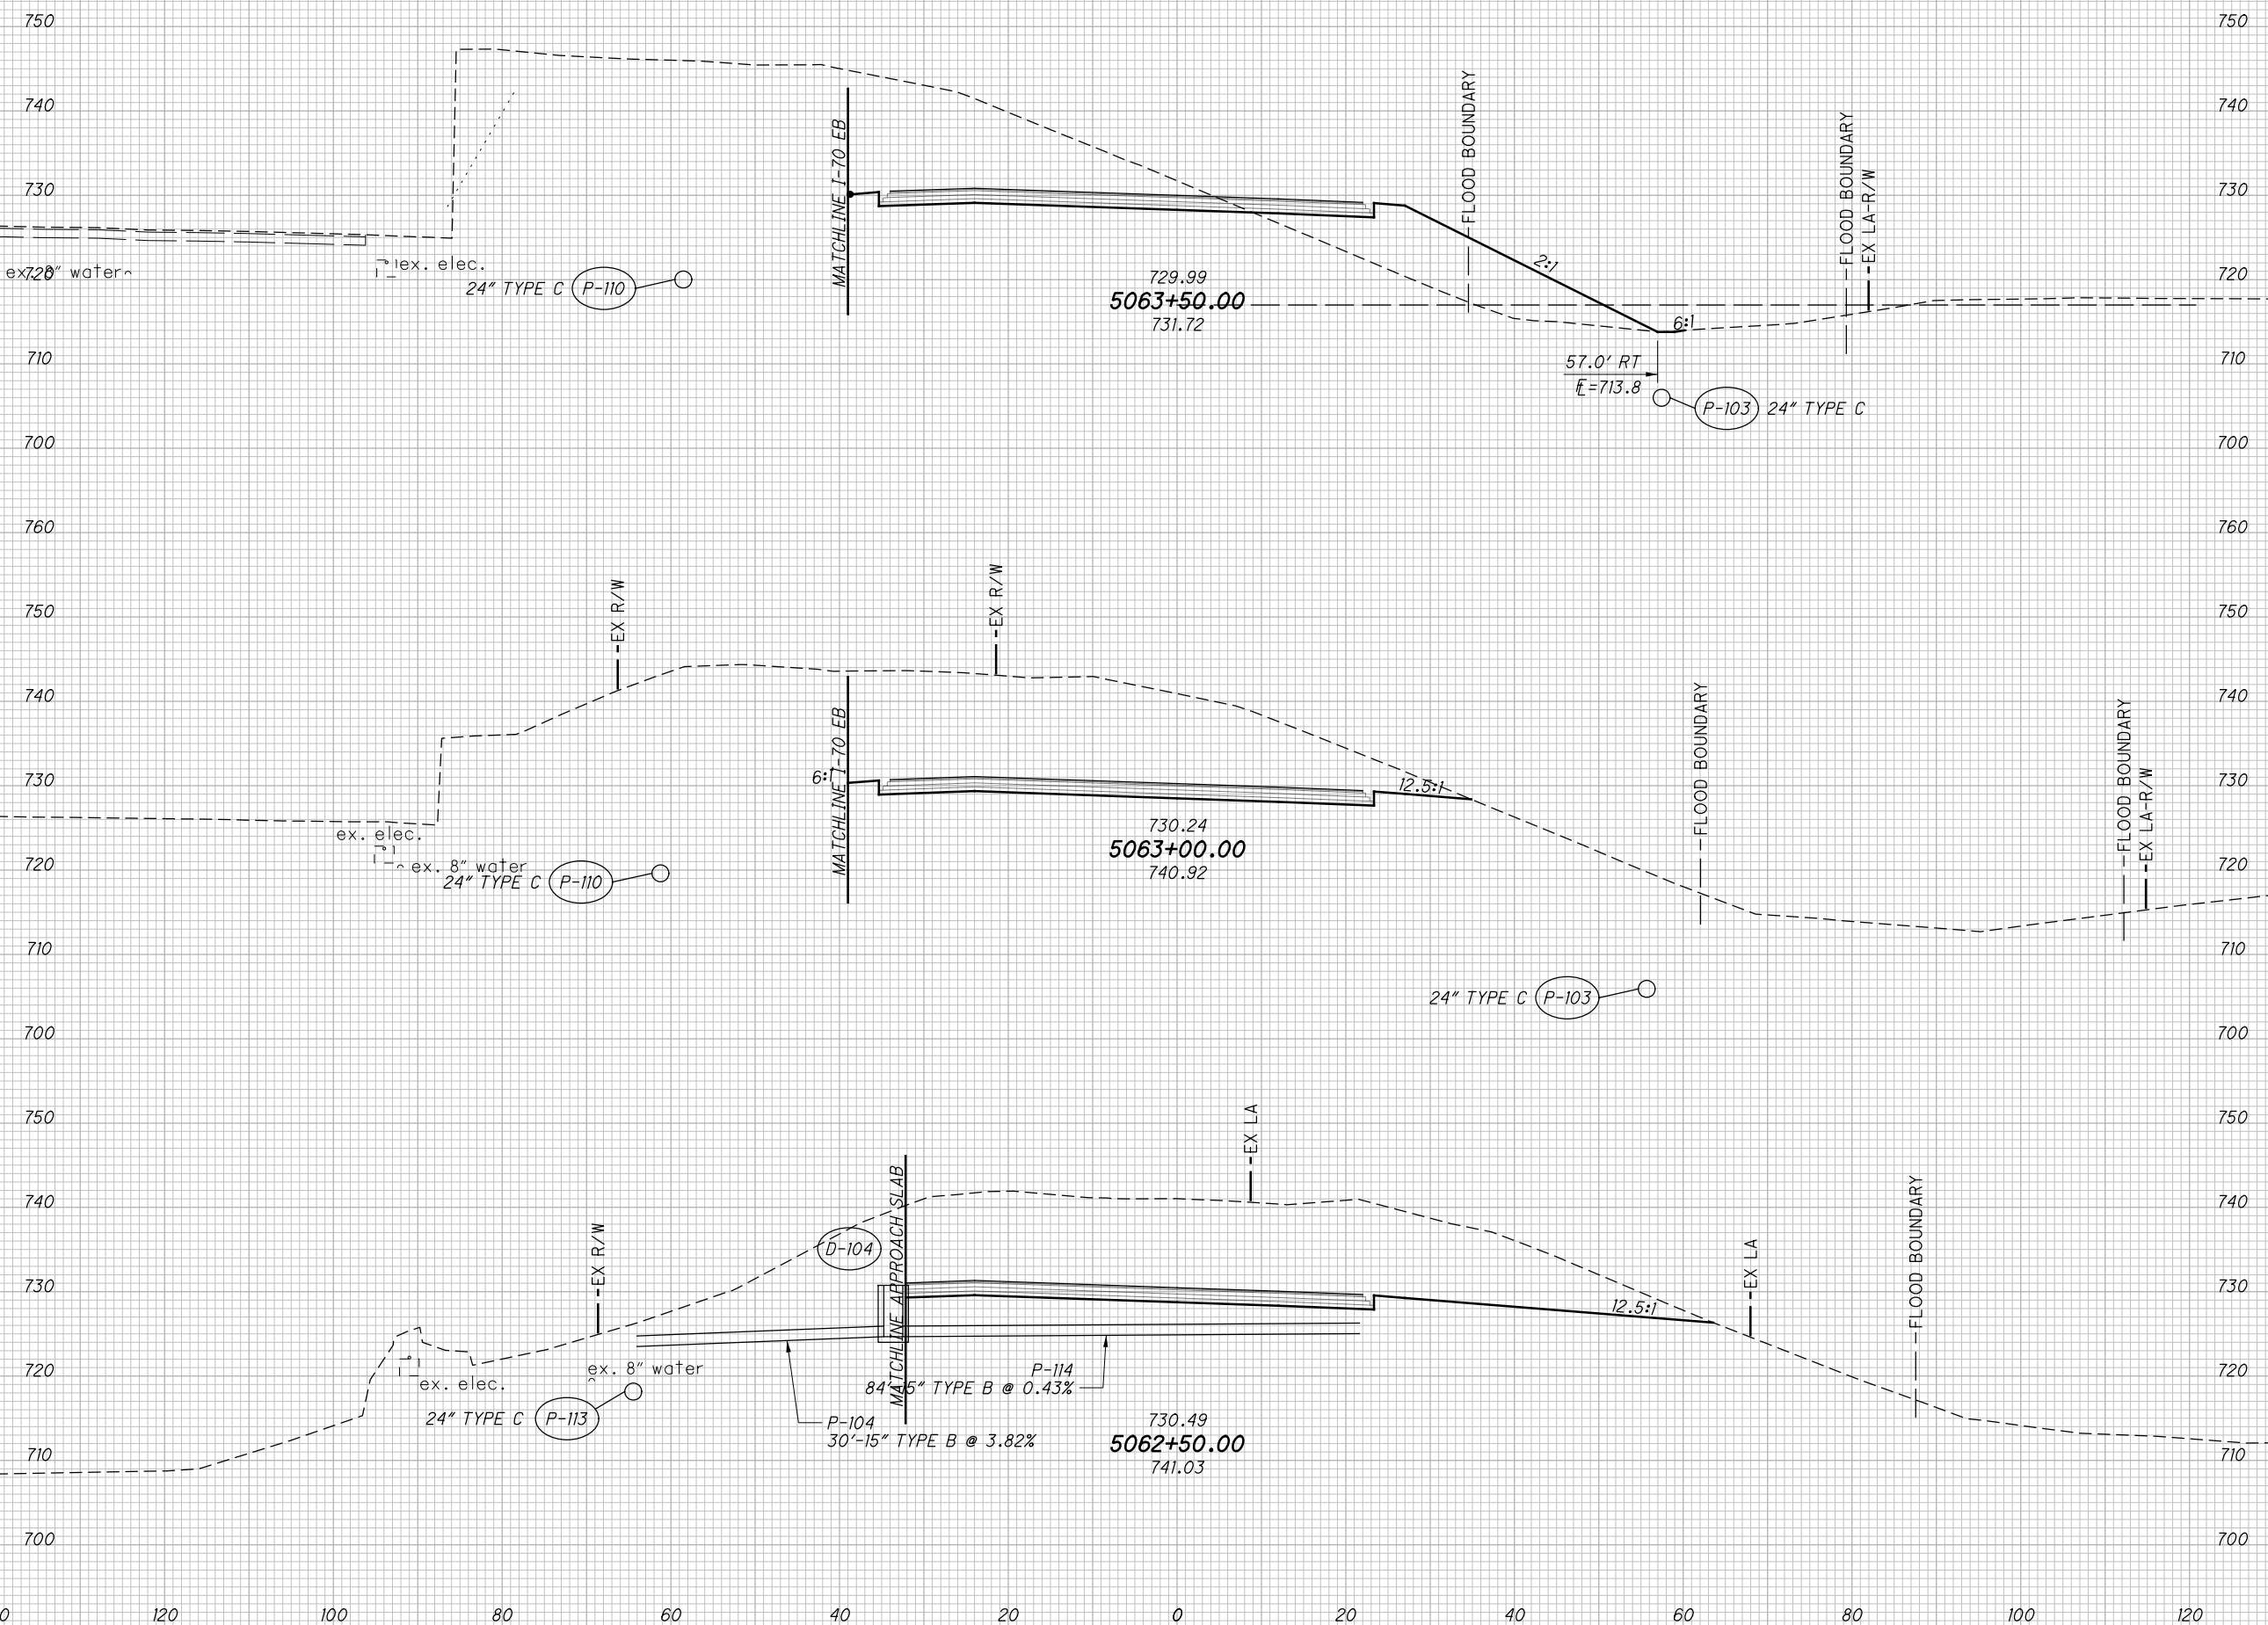 750 750
740 740
730 730
720 720
710 710
700 700
MATCHLINE I-70 EB
FLOOD BOUNDARY
FLOOD BOUNDARY
EX LA-R/W
ex. 8" water
ex. elec.
24" TYPE C P-110
729.99
5063+50.00
731.72
2:1
6:1
57.0' RT
=713.8
P-103 24" TYPE C
760 760
750 750
740 740
730 730
720 720
710 710
700 700
EX R/W
EX R/W
MATCHLINE I-70 EB
6:1
12.5:1
FLOOD BOUNDARY
FLOOD BOUNDARY
EX LA-R/W
ex. elec.
ex. 8" water
24" TYPE C P-110
730.24
5063+00.00
740.92
24" TYPE C P-103
750 750
740 740
730 730
720 720
710 710
700 700
EX LA
EX R/W
D-104
MATCHLINE APPROACH SLAB
12.5:1
EX LA
FLOOD BOUNDARY
ex. elec.
ex. 8" water
24" TYPE C P-113
P-114
84'-15" TYPE B @ 0.43%
P-104
30'-15" TYPE B @ 3.82%
730.49
5062+50.00
741.03
0 120 100 80 60 40 20 0 20 40 60 80 100 120